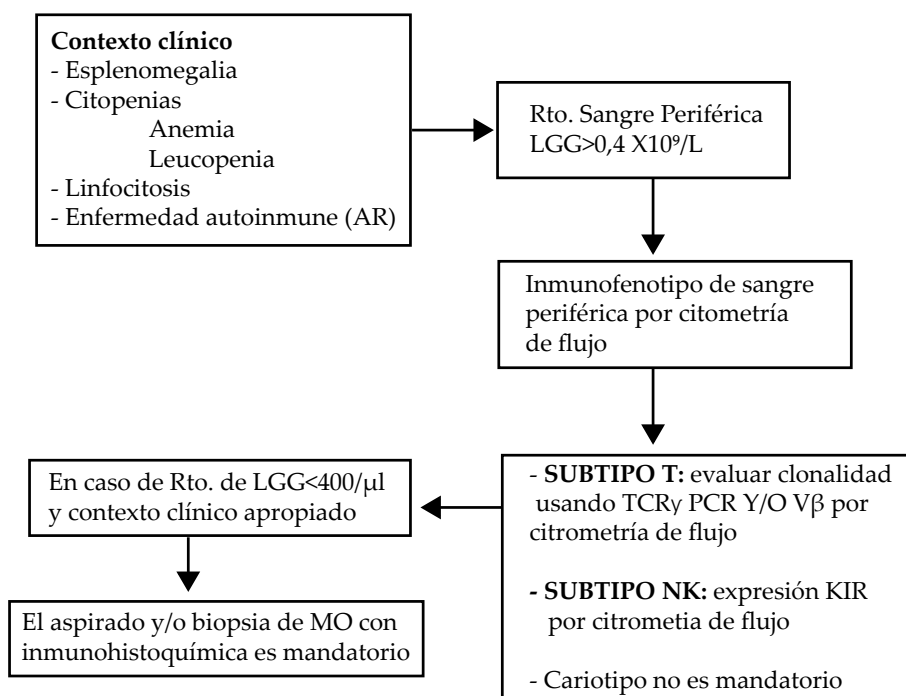 Contexto clínico
- Esplenomegalia
- Citopenias
Anemia
Leucopenia
- Linfocitosis
- Enfermedad autoinmune (AR)
Rto. Sangre Periférica
LGG>0,4 X10⁹/L
Inmunofenotipo de sangre
periférica por citometría
de flujo
- SUBTIPO T: evaluar clonalidad
usando TCRγ PCR Y/O Vβ por
citrometría de flujo
- SUBTIPO NK: expresión KIR
por citrometia de flujo
- Cariotipo no es mandatorio
En caso de Rto. de LGG<400/µl
y contexto clínico apropiado
El aspirado y/o biopsia de MO con
inmunohistoquímica es mandatorio